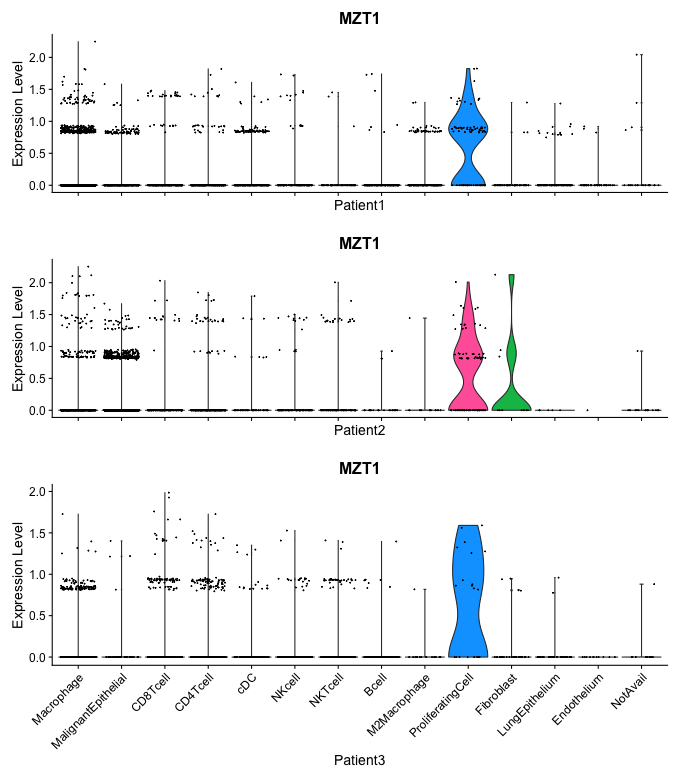 MZT1
Expression Level
2.0
1.5
1.0
0.5
0.0
Patient1
MZT1
Expression Level
2.0
1.5
1.0
0.5
0.0
Patient2
MZT1
Expression Level
2.0
1.5
1.0
0.5
0.0
Macrophage
MalignantEpithelial
CD8Tcell
CD4Tcell
cDC
NKcell
NKTcell
Bcell
M2Macrophage
ProliferatingCell
Fibroblast
LungEpithelium
Endothelium
NotAvail
Patient3